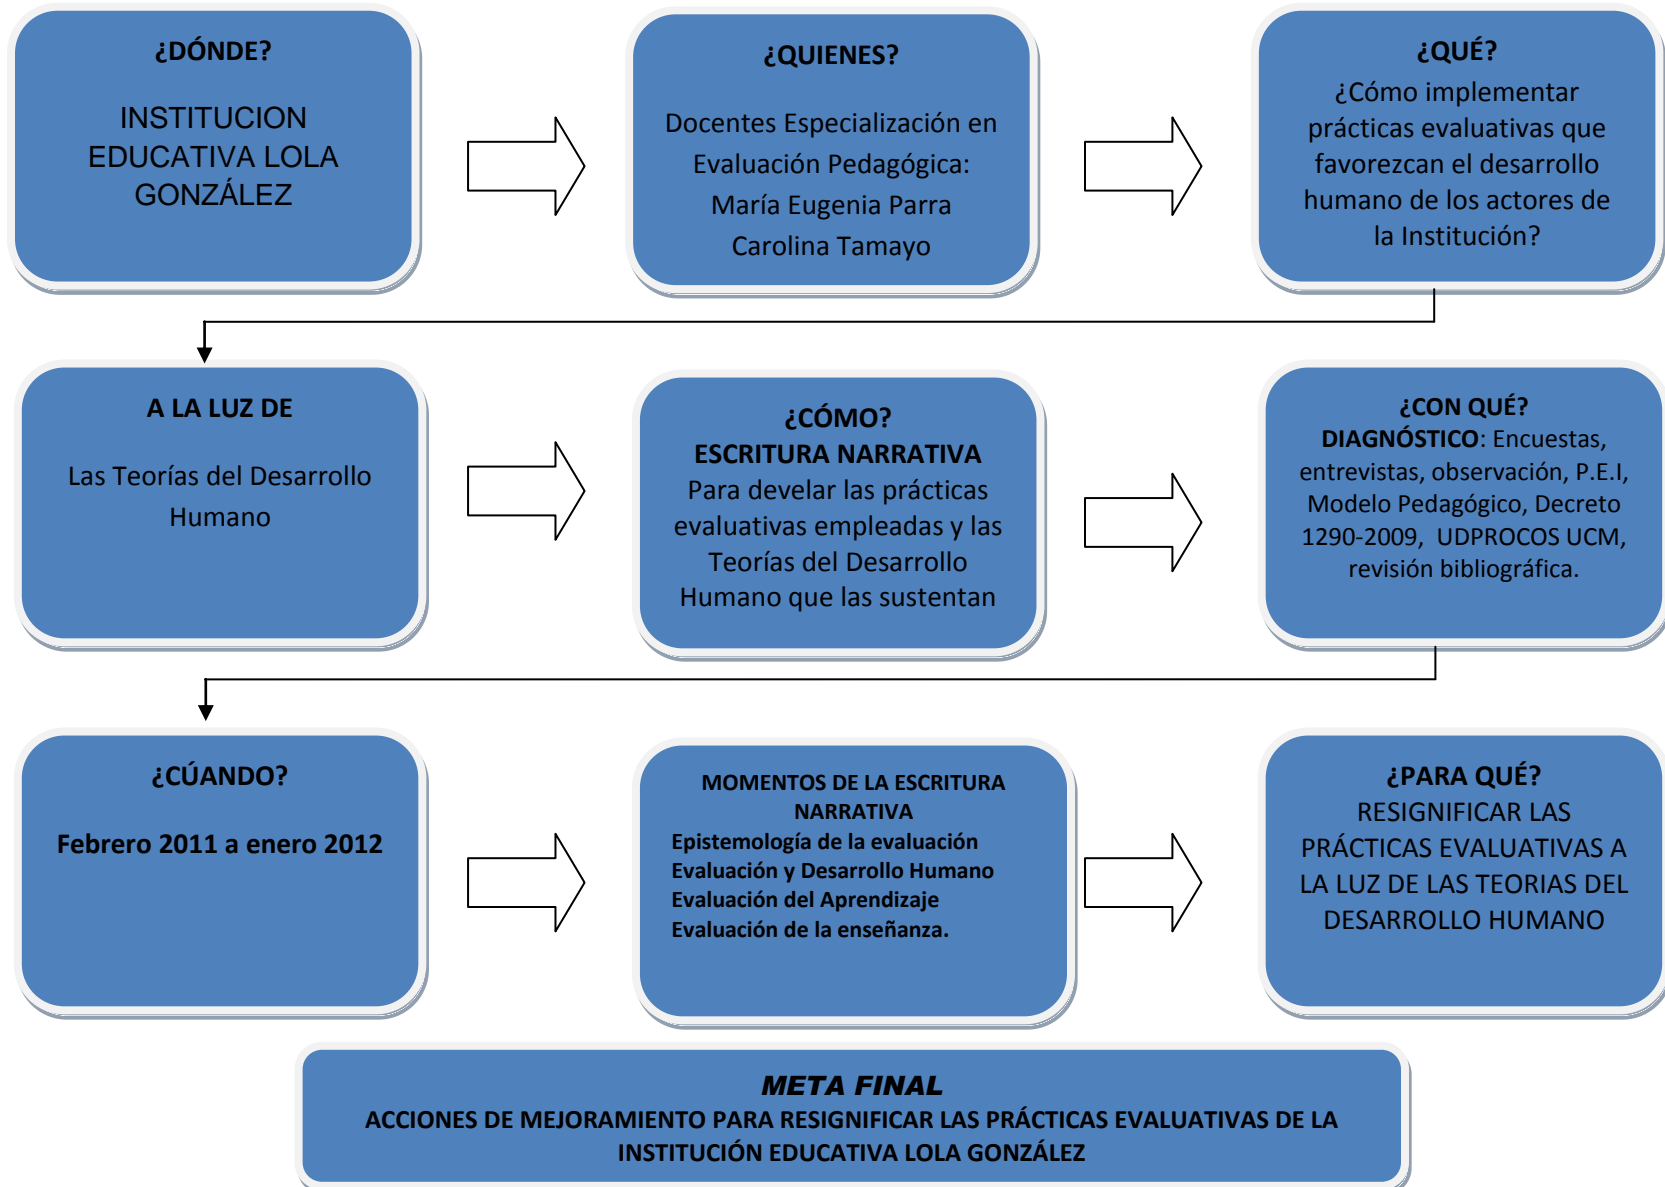 ¿DÓNDE?
INSTITUCION
EDUCATIVA LOLA
GONZÁLEZ
¿QUIENES?
Docentes Especialización en
Evaluación Pedagógica:
María Eugenia Parra
Carolina Tamayo
¿QUÉ?
¿Cómo implementar
prácticas evaluativas que
favorezcan el desarrollo
humano de los actores de
la Institución?
A LA LUZ DE
Las Teorías del Desarrollo
Humano
¿CÓMO?
ESCRITURA NARRATIVA
Para develar las prácticas
evaluativas empleadas y las
Teorías del Desarrollo
Humano que las sustentan
¿CON QUÉ?
DIAGNÓSTICO: Encuestas,
entrevistas, observación, P.E.I,
Modelo Pedagógico, Decreto
1290-2009, UDPROCOS UCM,
revisión bibliográfica.
¿CÚANDO?
Febrero 2011 a enero 2012
MOMENTOS DE LA ESCRITURA
NARRATIVA
Epistemología de la evaluación
Evaluación y Desarrollo Humano
Evaluación del Aprendizaje
Evaluación de la enseñanza.
¿PARA QUÉ?
RESIGNIFICAR LAS
PRÁCTICAS EVALUATIVAS A
LA LUZ DE LAS TEORIAS DEL
DESARROLLO HUMANO
META FINAL
ACCIONES DE MEJORAMIENTO PARA RESIGNIFICAR LAS PRÁCTICAS EVALUATIVAS DE LA
INSTITUCIÓN EDUCATIVA LOLA GONZÁLEZ